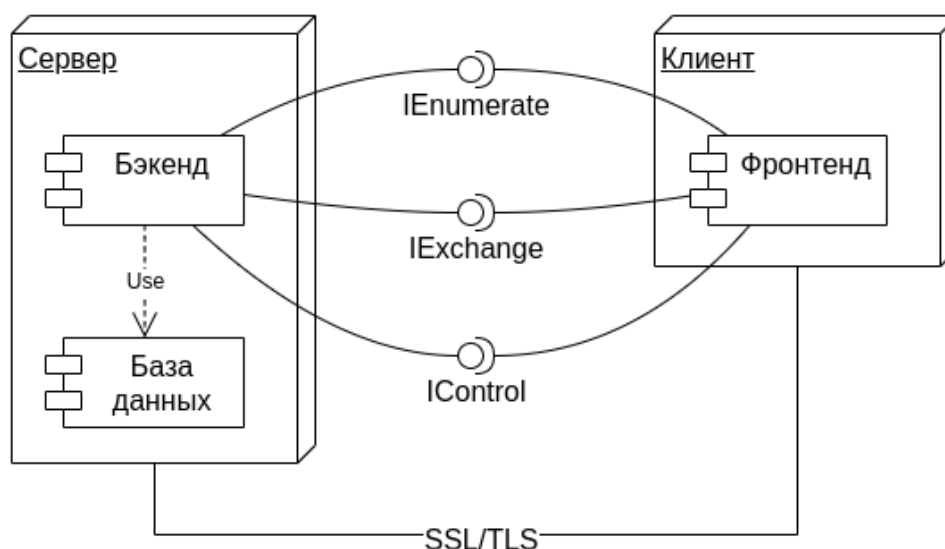 Сервер
Клиент
IEnumerate
Бэкенд
Фронтенд
IExchange
Use
База
данных
IControl
SSL/TLS